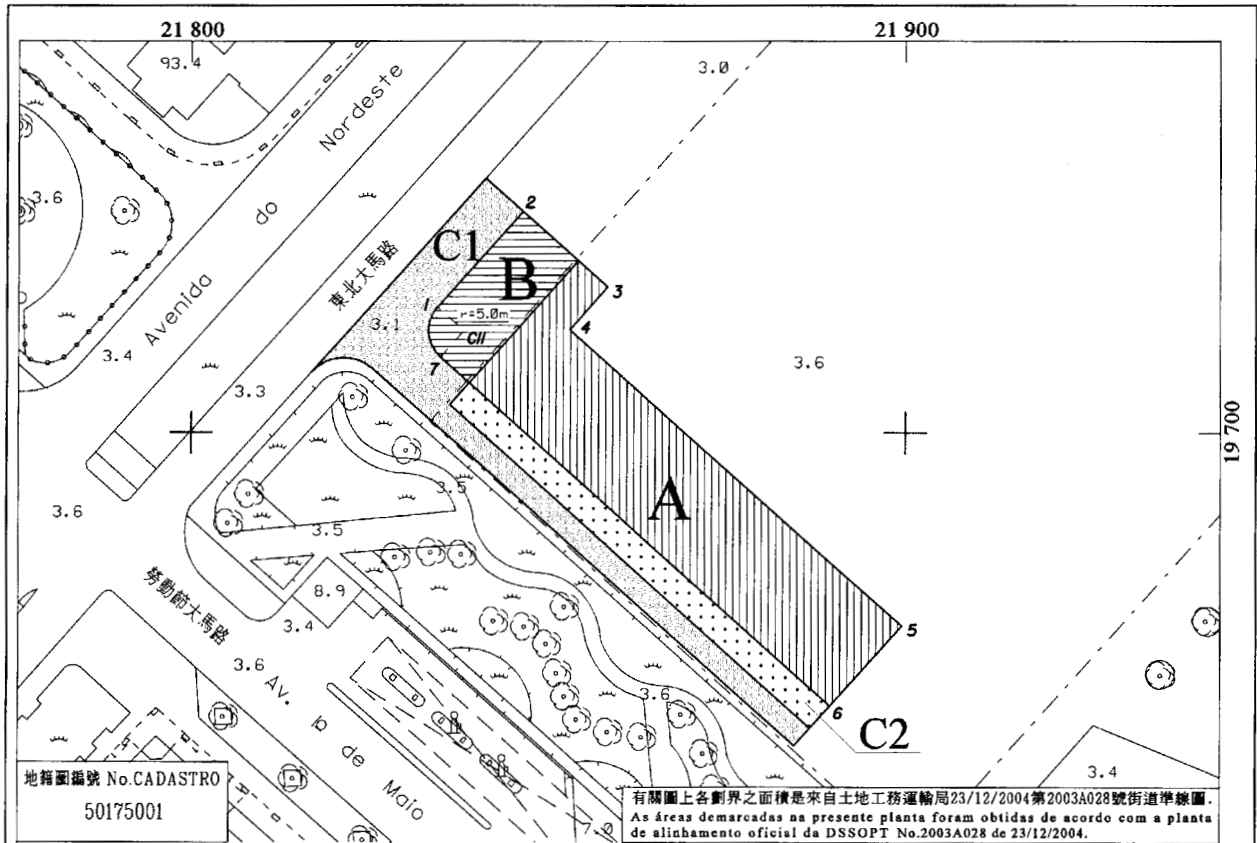 21 800
21 900
93.4
3.0
Nordeste
do
Avenida
東北大馬路
3.6
3.4
3.3
3.1
C1
2
B
1
r=5.0m
CII
7
3
4
3.6
19 700
3.5
A
3.6
3.5
8.9
3.4
勞動節大馬路
3.6
AV. 1º de Maio
3.6
5
6
C2
3.4
7.0
地籍圖編號 No.CADASTRO
50175001
有關圖上各劃界之面積是來自土地工務運輸局23/12/2004第2003A028號街道準線圖.
As áreas demarcadas na presente planta foram obtidas de acordo com a planta
de alinhamento oficial da DSSOPT No.2003A028 de 23/12/2004.